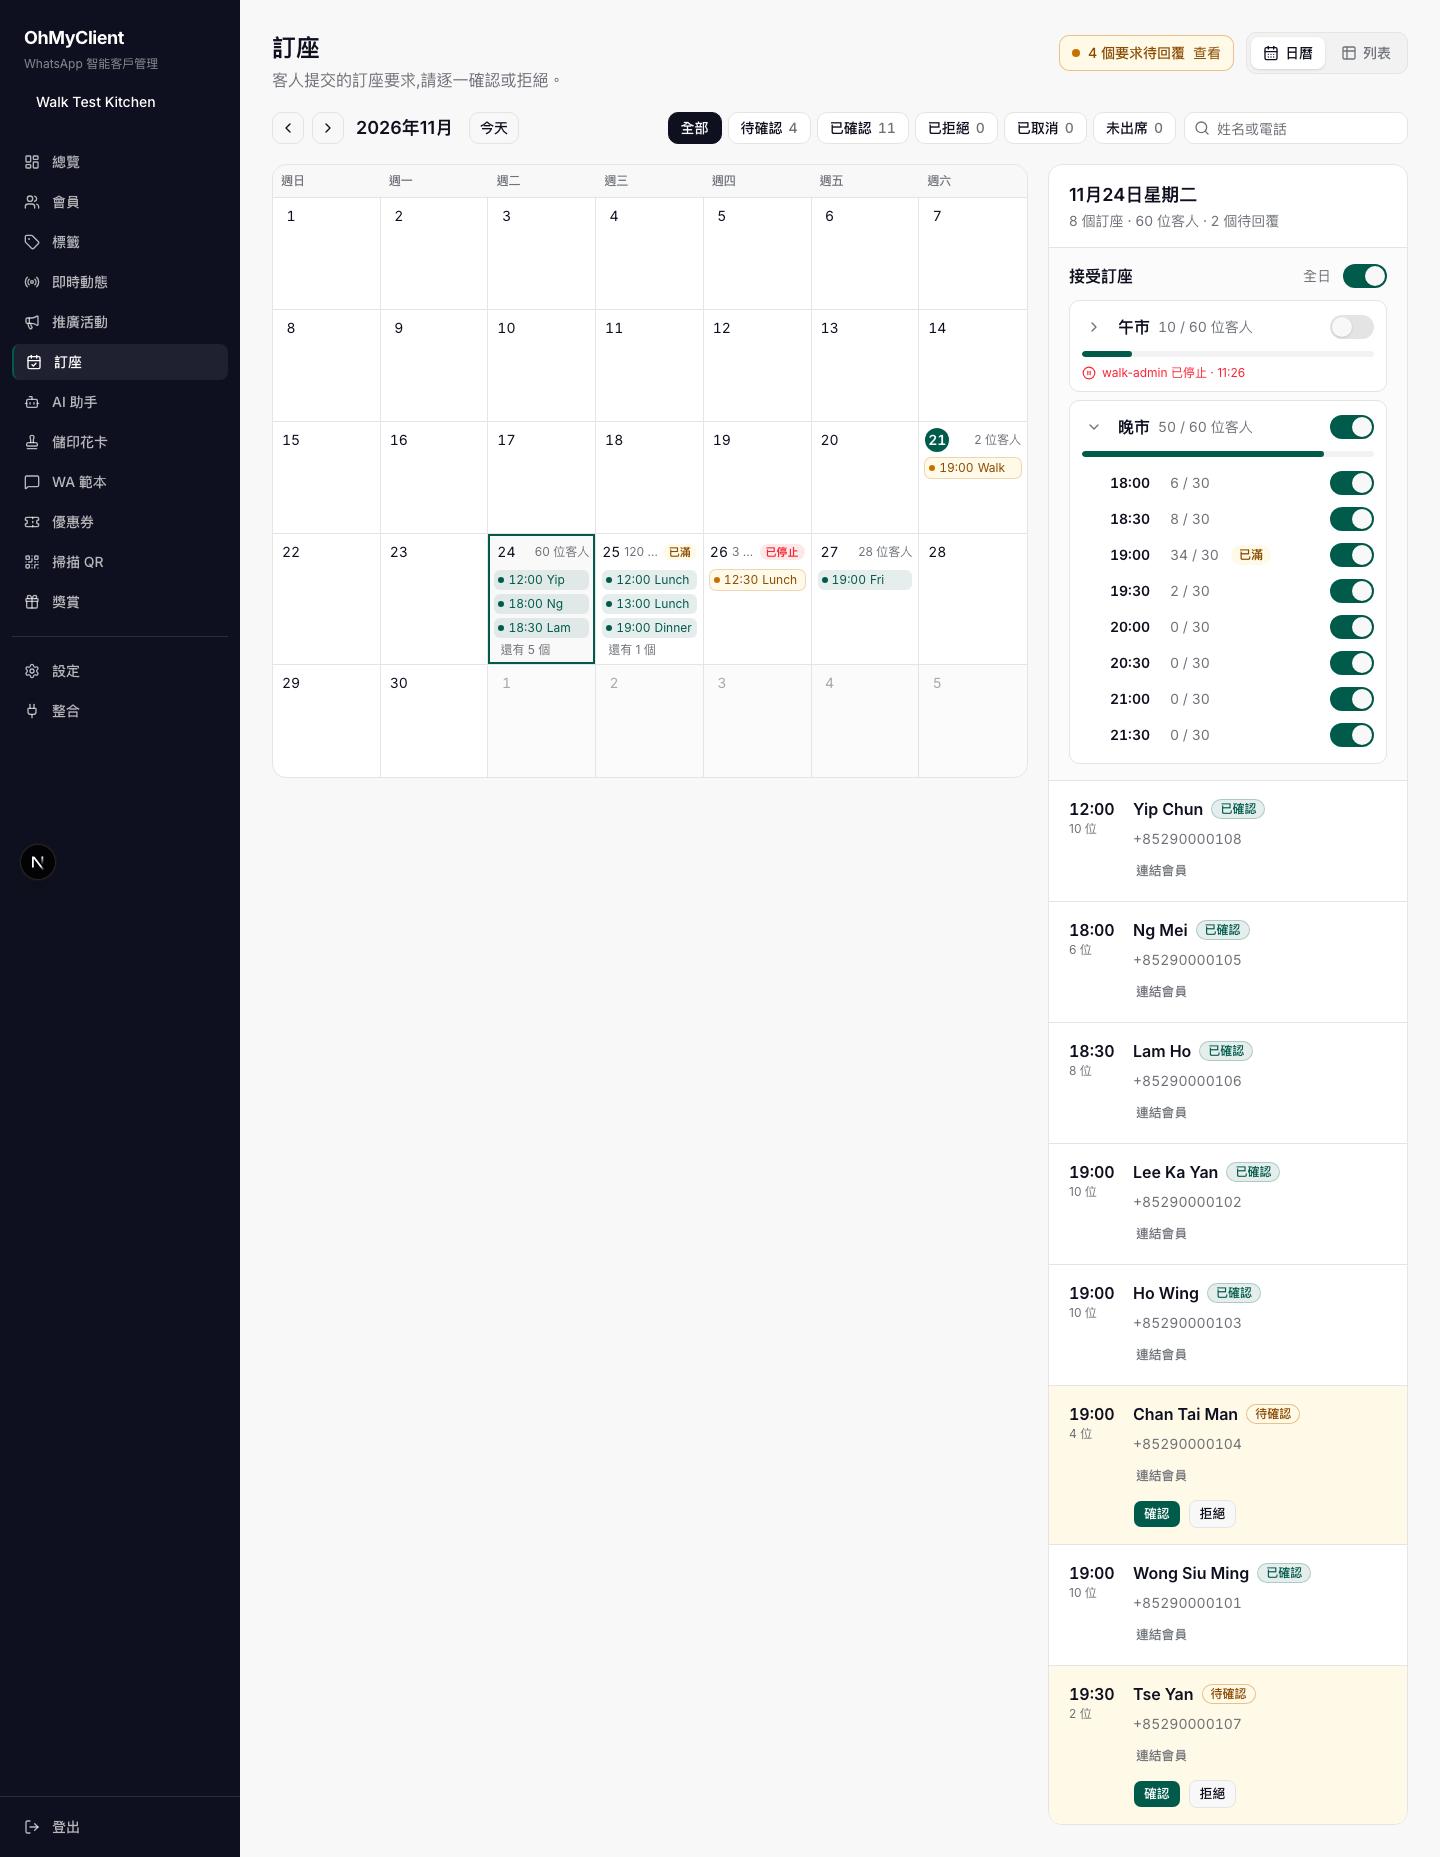 OhMyClient
WhatsApp 智能客戶管理
Walk Test Kitchen
總覽
會員
標籤
即時動態
推廣活動
訂座
AI 助手
儲印花卡
WA 範本
優惠券
掃描 QR
獎賞
設定
整合
N
登出
訂座
客人提交的訂座要求,請逐一確認或拒絕。
4 個要求待回覆 查看
日曆
列表
2026年11月
今天
全部
待確認 4
已確認 11
已拒絕 0
已取消 0
未出席 0
姓名或電話
週日 週一 週二 週三 週四 週五 週六
1 2 3 4 5 6 7
8 9 10 11 12 13 14
15 16 17 18 19 20 21 2 位客人
19:00 Walk
22 23
24 60 位客人
12:00 Yip
18:00 Ng
18:30 Lam
還有 5 個
25 120 ... 已滿
12:00 Lunch
13:00 Lunch
19:00 Dinner
還有 1 個
26 3 ... 已停止
12:30 Lunch
27 28 位客人
19:00 Fri
28
29 30 1 2 3 4 5
11月24日星期二
8 個訂座 · 60 位客人 · 2 個待回覆
接受訂座 全日
午市 10 / 60 位客人
walk-admin 已停止 · 11:26
晚市 50 / 60 位客人
18:00 6 / 30
18:30 8 / 30
19:00 34 / 30 已滿
19:30 2 / 30
20:00 0 / 30
20:30 0 / 30
21:00 0 / 30
21:30 0 / 30
12:00 Yip Chun 已確認
10 位
+85290000108
連結會員
18:00 Ng Mei 已確認
6 位
+85290000105
連結會員
18:30 Lam Ho 已確認
8 位
+85290000106
連結會員
19:00 Lee Ka Yan 已確認
10 位
+85290000102
連結會員
19:00 Ho Wing 已確認
10 位
+85290000103
連結會員
19:00 Chan Tai Man 待確認
4 位
+85290000104
連結會員
確認 拒絕
19:00 Wong Siu Ming 已確認
10 位
+85290000101
連結會員
19:30 Tse Yan 待確認
2 位
+85290000107
連結會員
確認 拒絕